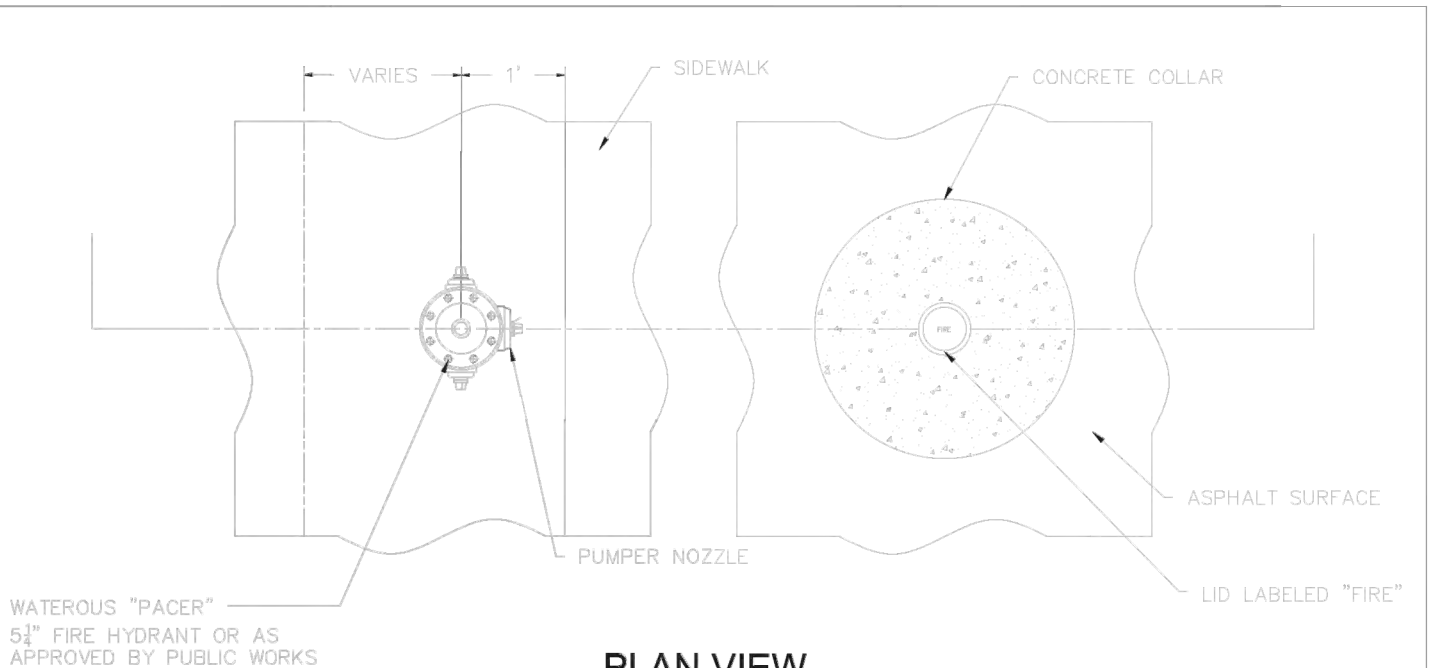 VARIES
1'
SIDEWALK
CONCRETE COLLAR
FIRE
ASPHALT SURFACE
PUMPER NOZZLE
LID LABELED "FIRE"
WATEROUS "PACER"
5¼" FIRE HYDRANT OR AS
APPROVED BY PUBLIC WORKS
PLAN VIEW